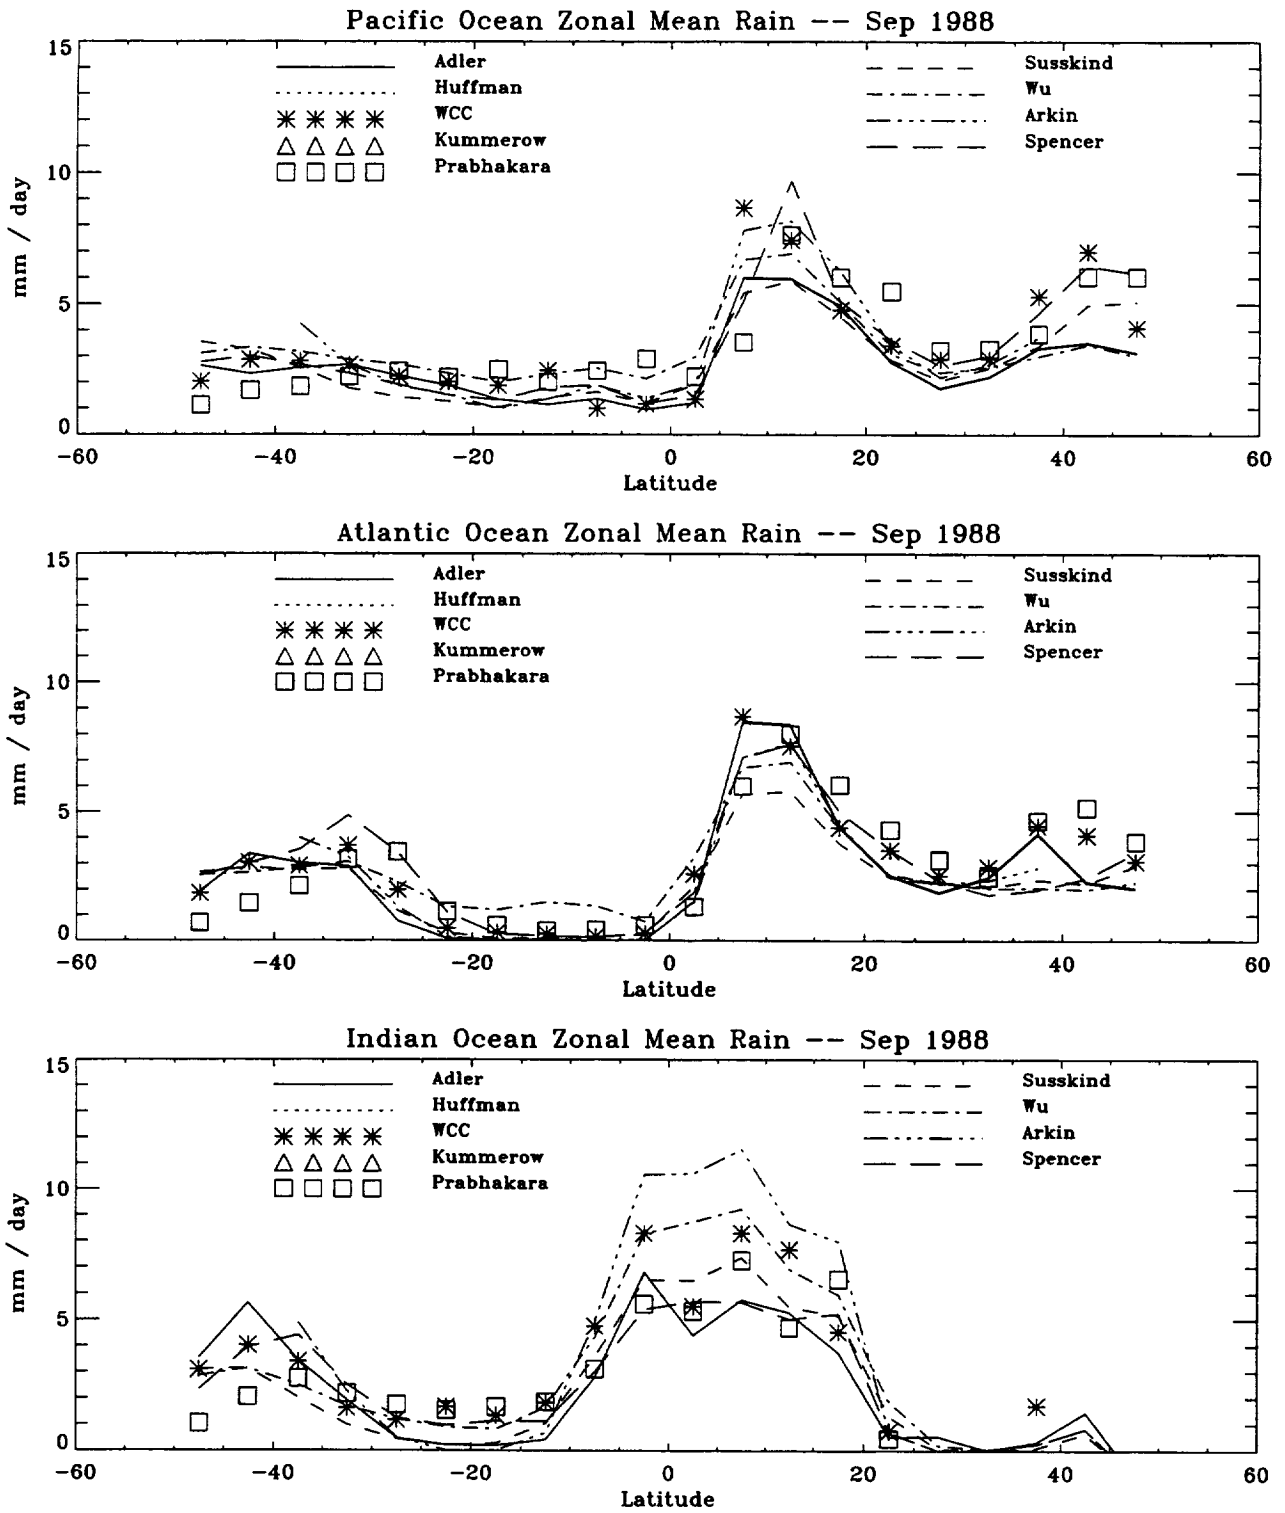 Pacific Ocean Zonal Mean Rain -- Sep 1988
15
10
5
0
mm / day
Adler
Huffman
WCC
Kummerow
Prabhakara
Susskind
Wu
Arkin
Spencer
-60 -40 -20 0 20 40 60
Latitude
Atlantic Ocean Zonal Mean Rain -- Sep 1988
15
10
5
0
mm / day
Adler
Huffman
WCC
Kummerow
Prabhakara
Susskind
Wu
Arkin
Spencer
-60 -40 -20 0 20 40 60
Latitude
Indian Ocean Zonal Mean Rain -- Sep 1988
15
10
5
0
mm / day
Adler
Huffman
WCC
Kummerow
Prabhakara
Susskind
Wu
Arkin
Spencer
-60 -40 -20 0 20 40 60
Latitude